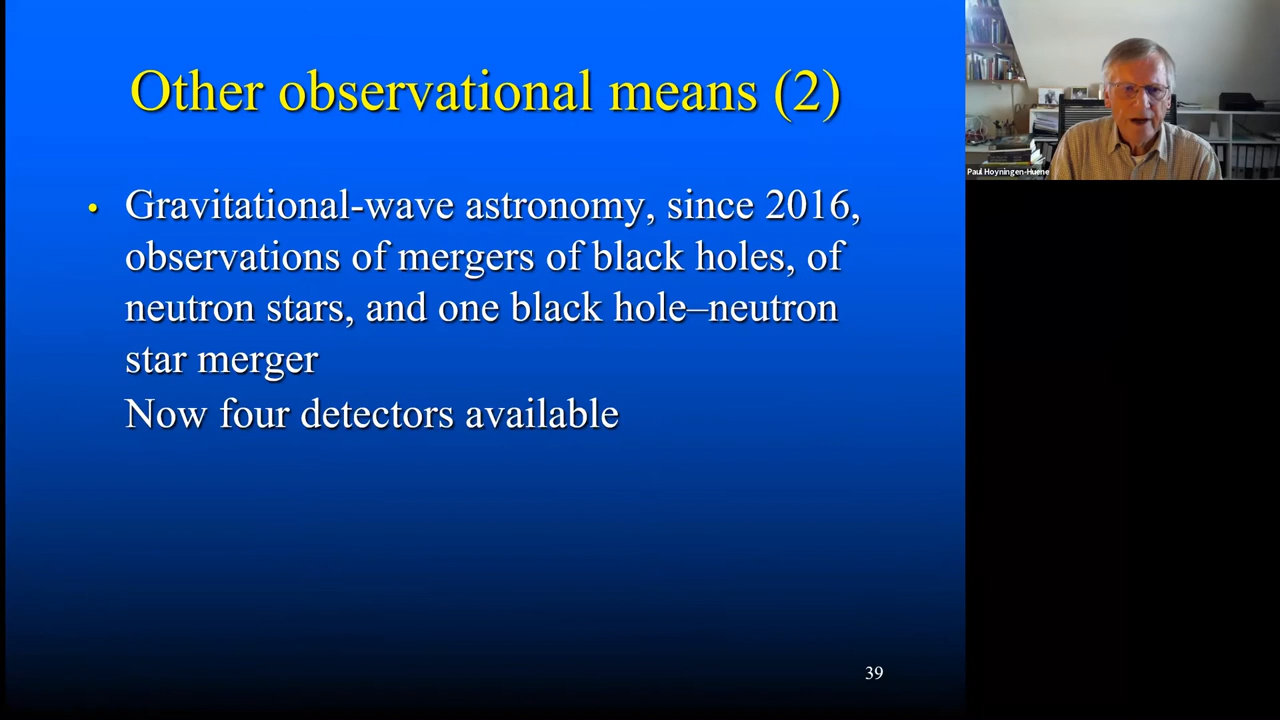 Other observational means (2)
• Gravitational-wave astronomy, since 2016,
observations of mergers of black holes, of
neutron stars, and one black hole–neutron
star merger
Now four detectors available
39
Paul Hoyningen-Huene